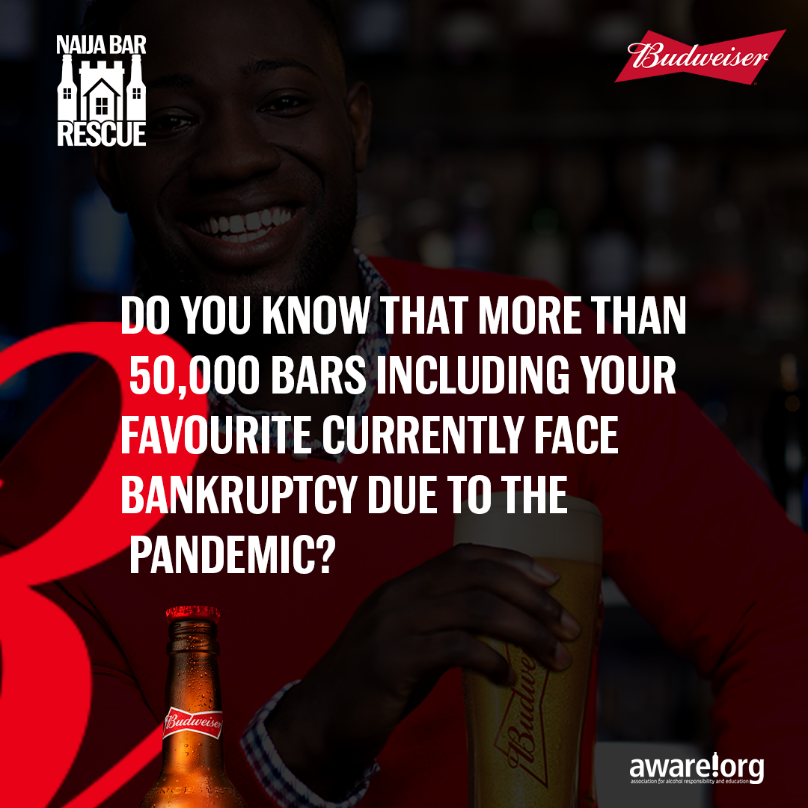 NAIJA BAR
RESCUE
Budweiser
DO YOU KNOW THAT MORE THAN
50,000 BARS INCLUDING YOUR
FAVOURITE CURRENTLY FACE
BANKRUPTCY DUE TO THE
PANDEMIC?
Budweiser
Budwe
aware!org
association for alcohol responsibility and education